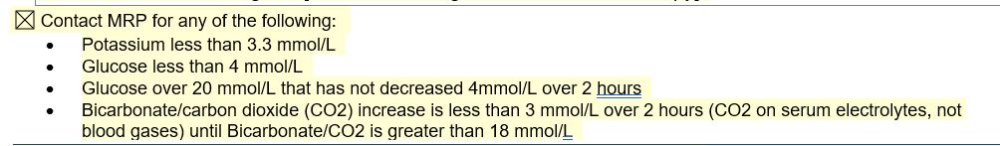 ☒ Contact MRP for any of the following:
• Potassium less than 3.3 mmol/L
• Glucose less than 4 mmol/L
• Glucose over 20 mmol/L that has not decreased 4mmol/L over 2 hours
• Bicarbonate/carbon dioxide (CO2) increase is less than 3 mmol/L over 2 hours (CO2 on serum electrolytes, not
blood gases) until Bicarbonate/CO2 is greater than 18 mmol/L